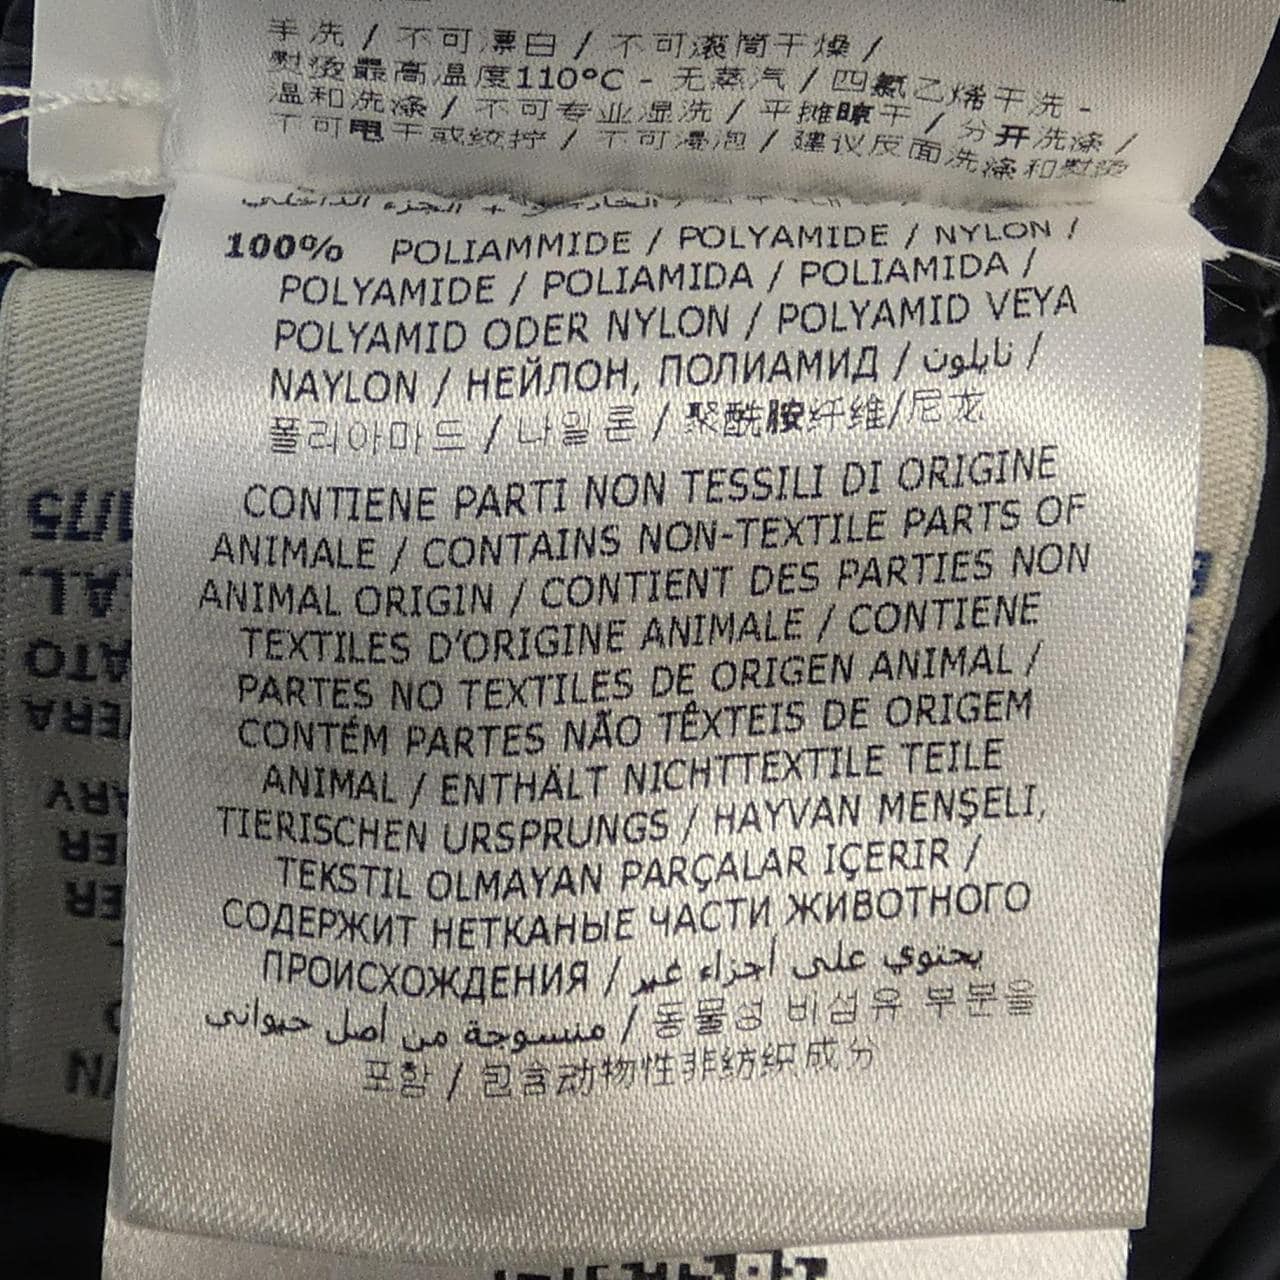 手洗 / 不可漂白 / 不可滚筒干燥 /
熨烫最高温度110°C - 无蒸汽 / 四氯乙烯干洗 -
温和洗涤 / 不可专业湿洗 / 平摊晾干 / 分开洗涤 /
不可甩干或绞拧 / 不可浸泡 / 建议反面洗涤和熨烫
100% POLIAMMIDE / POLYAMIDE / NYLON /
POLYAMIDE / POLIAMIDA / POLIAMIDA /
POLYAMID ODER NYLON / POLYAMID VEYA
NAYLON / НЕЙЛОН, ПОЛИАМИД / نايلون /
폴리아마드 / 나일론 / 聚酰胺纤维/尼龙
CONTIENE PARTI NON TESSILI DI ORIGINE
ANIMALE / CONTAINS NON-TEXTILE PARTS OF
ANIMAL ORIGIN / CONTIENT DES PARTIES NON
TEXTILES D'ORIGINE ANIMALE / CONTIENE
PARTES NO TEXTILES DE ORIGEN ANIMAL /
CONTÉM PARTES NÃO TÊXTEIS DE ORIGEM
ANIMAL / ENTHÄLT NICHTTEXTILE TEILE
TIERISCHEN URSPRUNGS / HAYVAN MENŞELI,
TEKSTIL OLMAYAN PARÇALAR IÇERIR /
СОДЕРЖИТ НЕТКАНЫЕ ЧАСТИ ЖИВОТНОГО
ПРОИСХОЖДЕНИЯ / يحتوي على أجزاء غير
منسوجة من أصل حيواني / 동물성 비섬유 부분을
포함 / 包含动物性非纺织成分